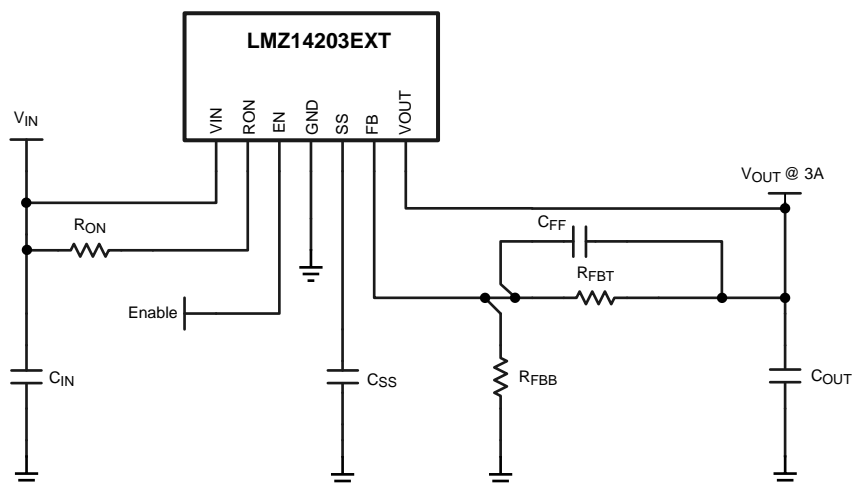 LMZ14203EXT
VIN
RON
EN
GND
SS
FB
VOUT
VIN
VOUT @ 3A
RON
CFF
RFBT
Enable
CIN
CSS
RFBB
COUT